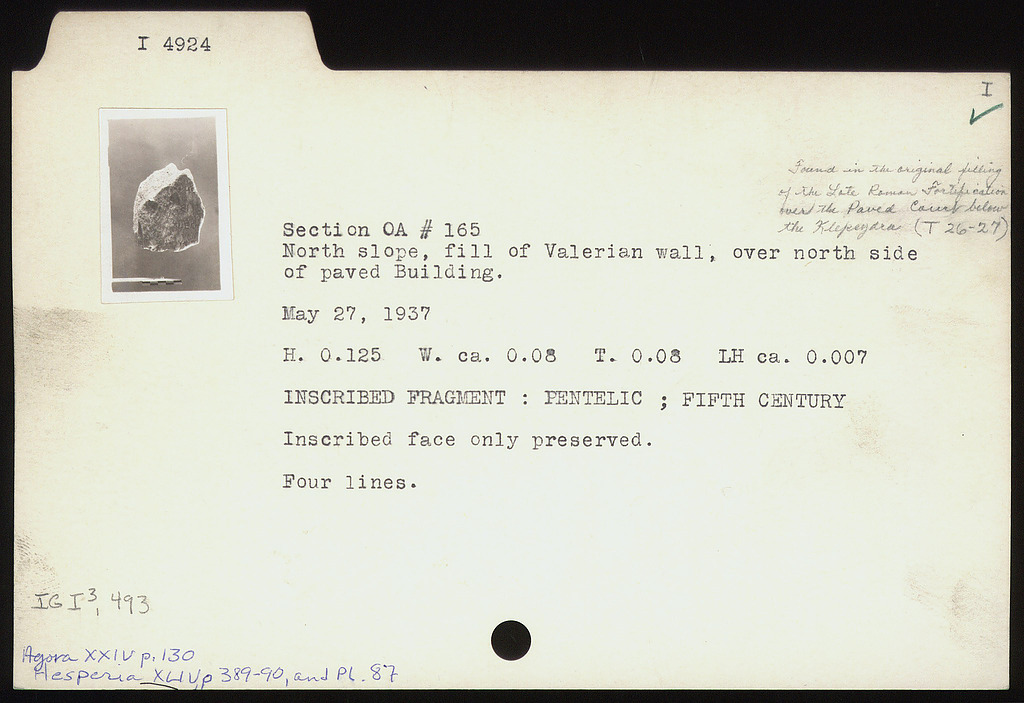 I 4924
I
Found in the original filling
of the Late Roman Fortification
over the Paved Court below
the Klepsydra (T 26-27)
Section OA # 165
North slope, fill of Valerian wall, over north side
of paved Building.
May 27, 1937
H. 0.125 W. ca. 0.08 T. 0.08 LH ca. 0.007
INSCRIBED FRAGMENT : PENTELIC ; FIFTH CENTURY
Inscribed face only preserved.
Four lines.
IG I³, 493
Agora XXIV p. 130
Hesperia p 389-90, and Pl. 87